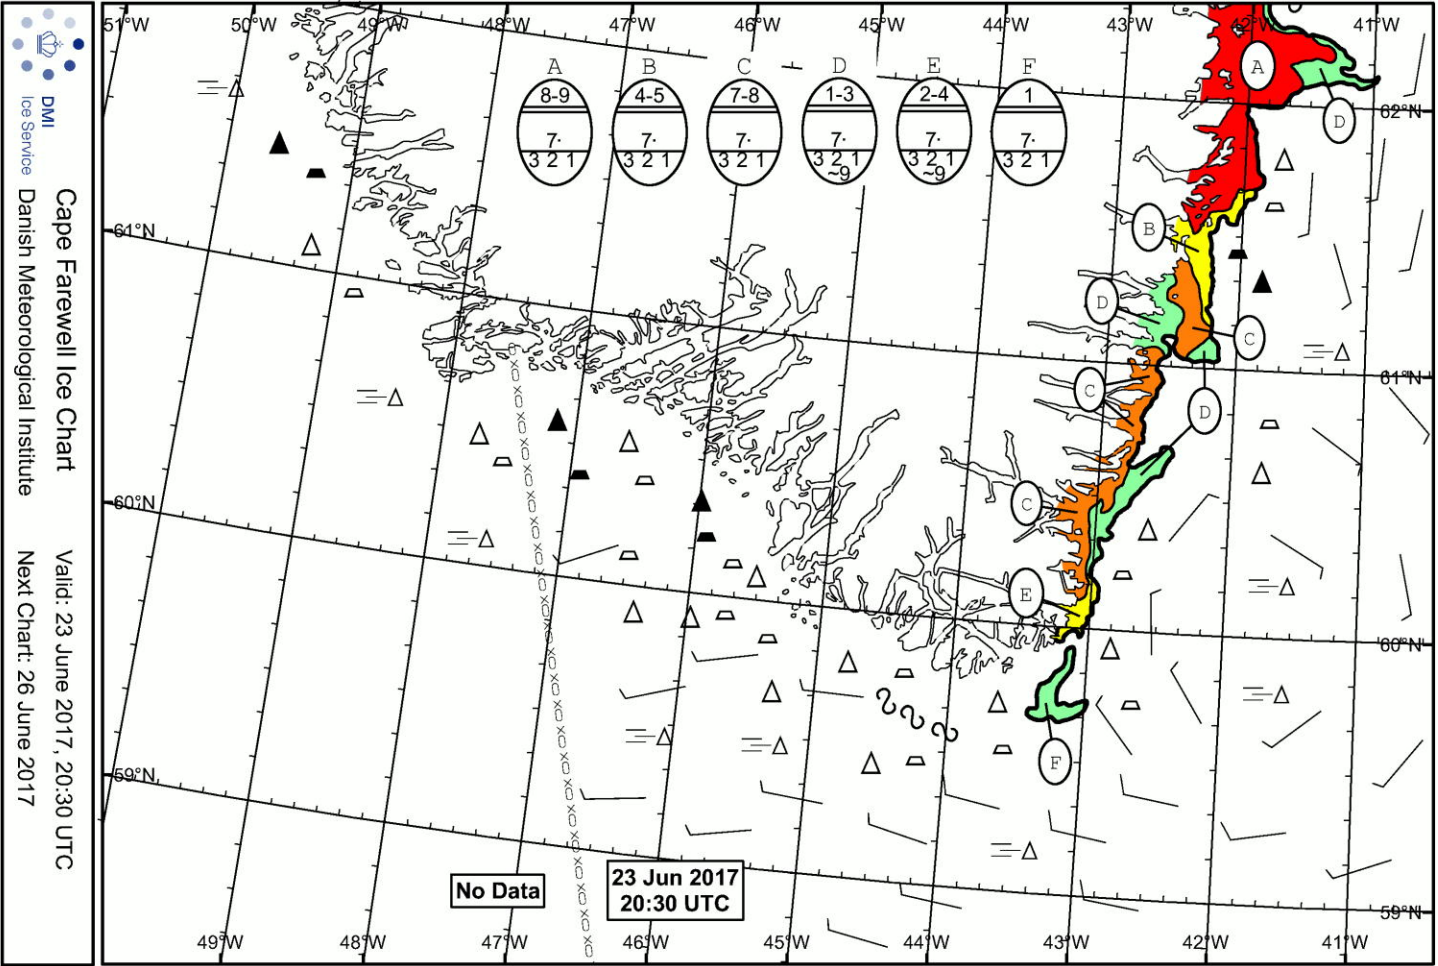 DMI
Ice Service
Cape Farewell Ice Chart
Danish Meteorological Institute
Valid: 23 June 2017, 20:30 UTC
Next Chart: 26 June 2017
51°W 50°W 49°W 48°W 47°W 46°W 45°W 44°W 43°W 42°W 41°W
A B C D E F
8-9 4-5 7-8 1-3 2-4 1
7· 7· 7· 7· 7· 7·
3 2 1 3 2 1 3 2 1 3 2 1 3 2 1 3 2 1
~9 ~9
A
62°N
D
B
61°N
D
C
61°N
C
D
60°N
C
E
60°N
F
59°N
No Data
23 Jun 2017
20:30 UTC
59°N
49°W 48°W 47°W 46°W 45°W 44°W 43°W 42°W 41°W